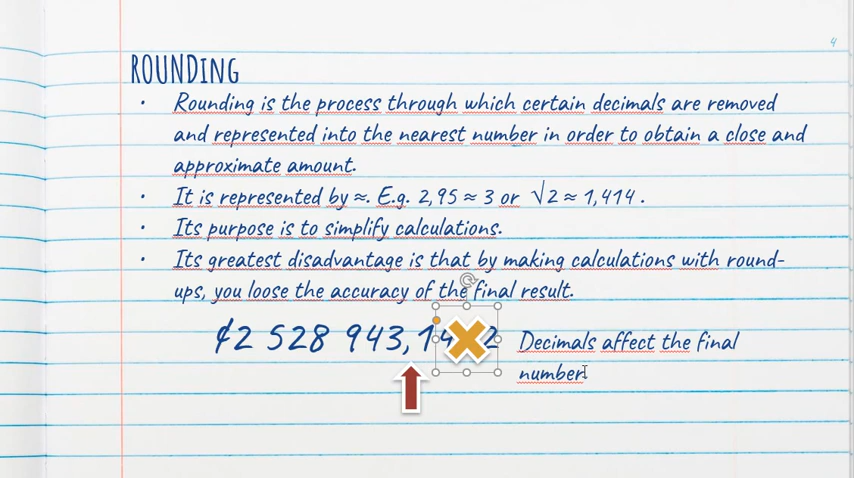 4
ROUNDING
• Rounding is the process through which certain decimals are removed
and represented into the nearest number in order to obtain a close and
approximate amount.
• It is represented by ≈. E.g. 2,95 ≈ 3 or √2 ≈ 1,414 .
• Its purpose is to simplify calculations.
• Its greatest disadvantage is that by making calculations with round-
ups, you loose the accuracy of the final result.
₡2 528 943,14 2 Decimals affect the final
number